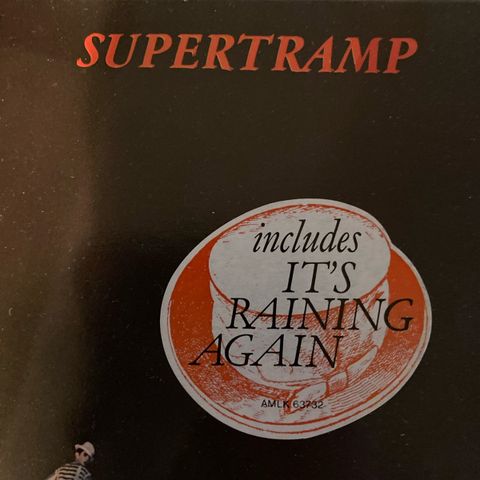 SUPERTRAMP
includes
IT'S
RAINING
AGAIN
AMLK 63732